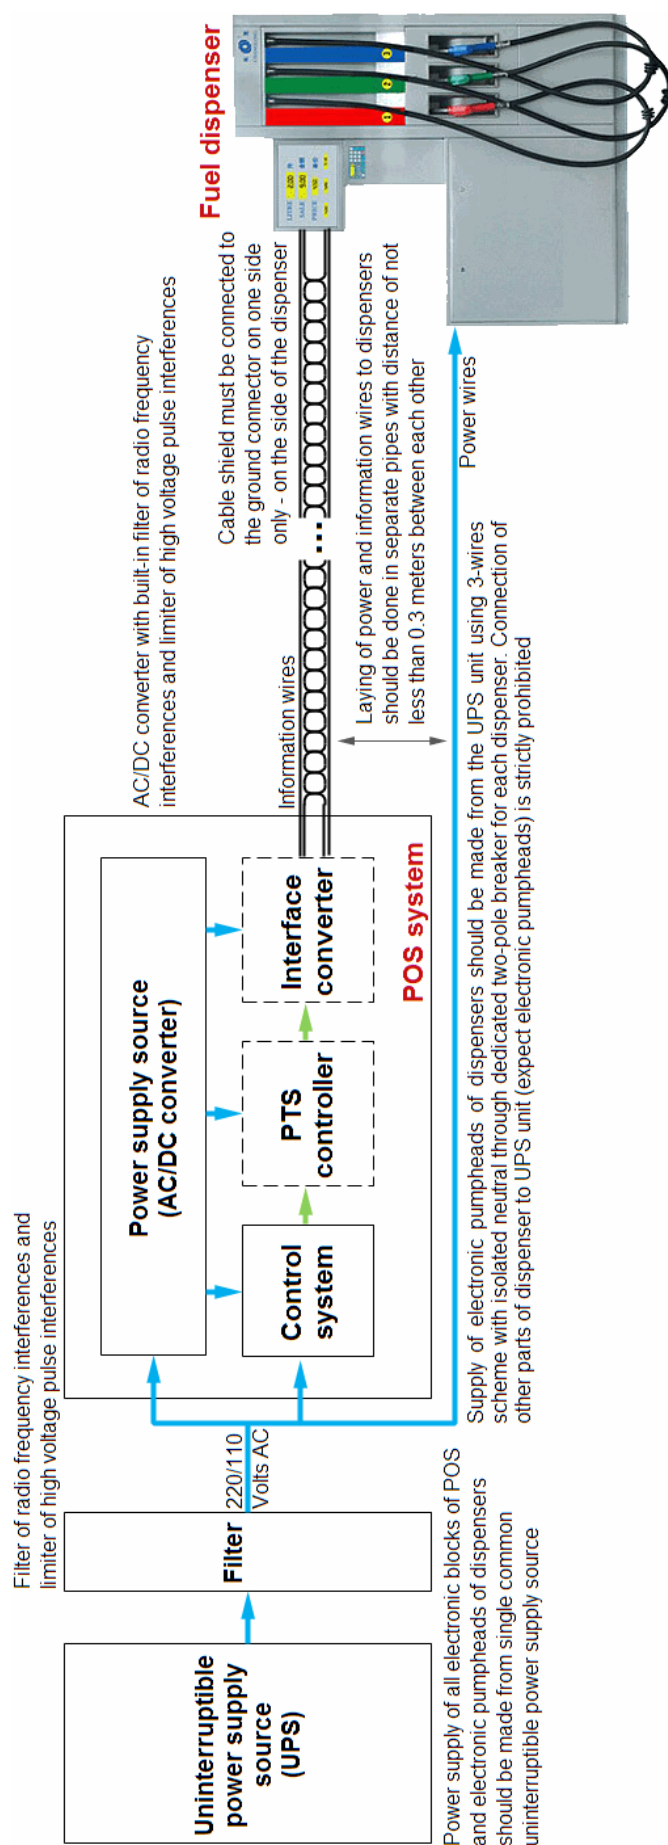 Filter of radio frequency interferences and
limiter of high voltage pulse interferences
AC/DC converter with built-in filter of radio frequency
interferences and limiter of high voltage pulse interferences
Cable shield must be connected to
the ground connector on one side
only - on the side of the dispenser
Fuel dispenser
Uninterruptible
power supply
source
(UPS)
Filter
220/110
Volts AC
Power supply source
(AC/DC converter)
Control
system
PTS
controller
Interface
converter
POS system
Information wires
...
LITRE 2.00
SALE
PRICE
1
2
3
Laying of power and information wires to dispensers
should be done in separate pipes with distance of not
less than 0.3 meters between each other
Power wires
Power supply of all electronic blocks of POS
and electronic pumpheads of dispensers
should be made from single common
uninterruptible power supply source
Supply of electronic pumpheads of dispensers should be made from the UPS unit using 3-wires
scheme with isolated neutral through dedicated two-pole breaker for each dispenser. Connection of
other parts of dispenser to UPS unit (expect electronic pumpheads) is strictly prohibited